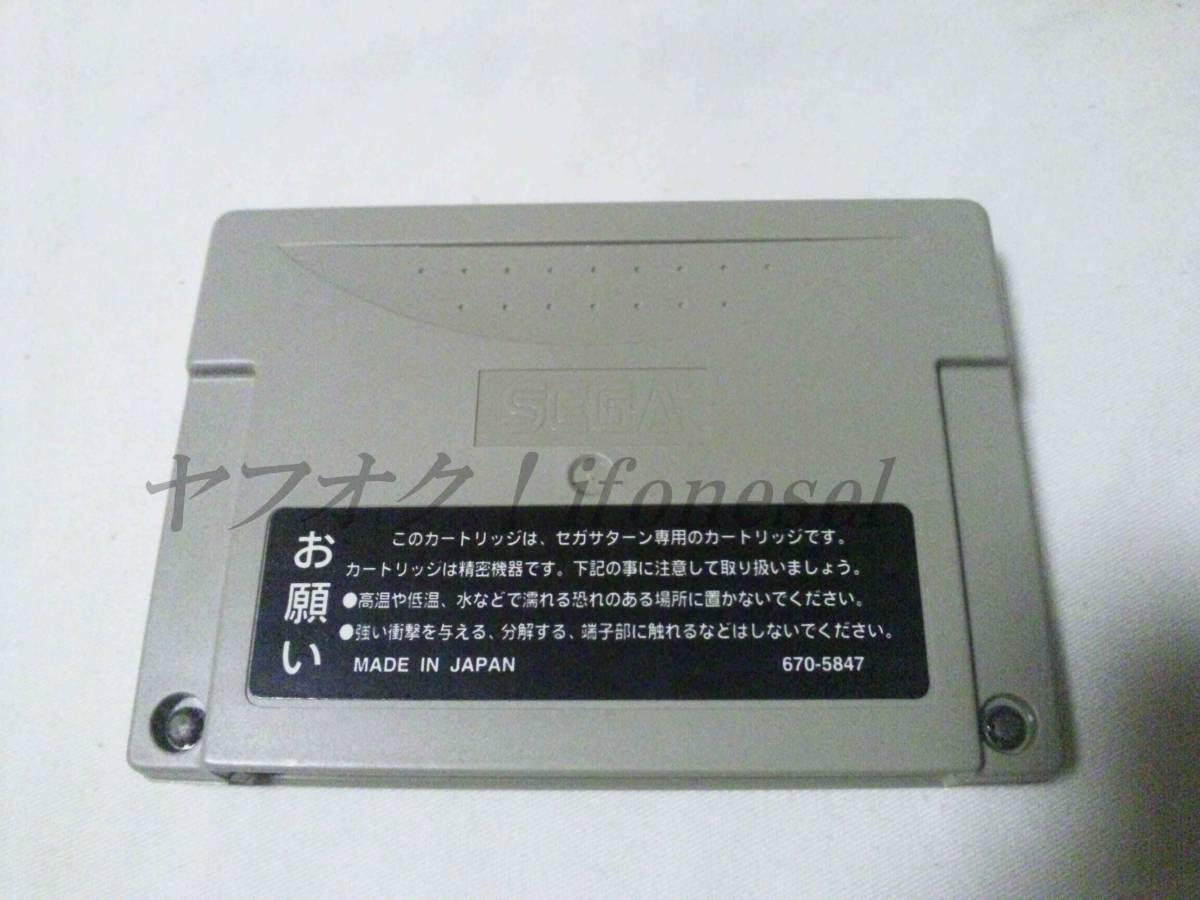 SEGA
ヤフオク！ifonesel
お願い
このカートリッジは、セガサターン専用のカートリッジです。
カートリッジは精密機器です。下記の事に注意して取り扱いましょう。
●高温や低温、水などで濡れる恐れのある場所に置かないでください。
●強い衝撃を与える、分解する、端子部に触れるなどはしないでください。
MADE IN JAPAN 670-5847